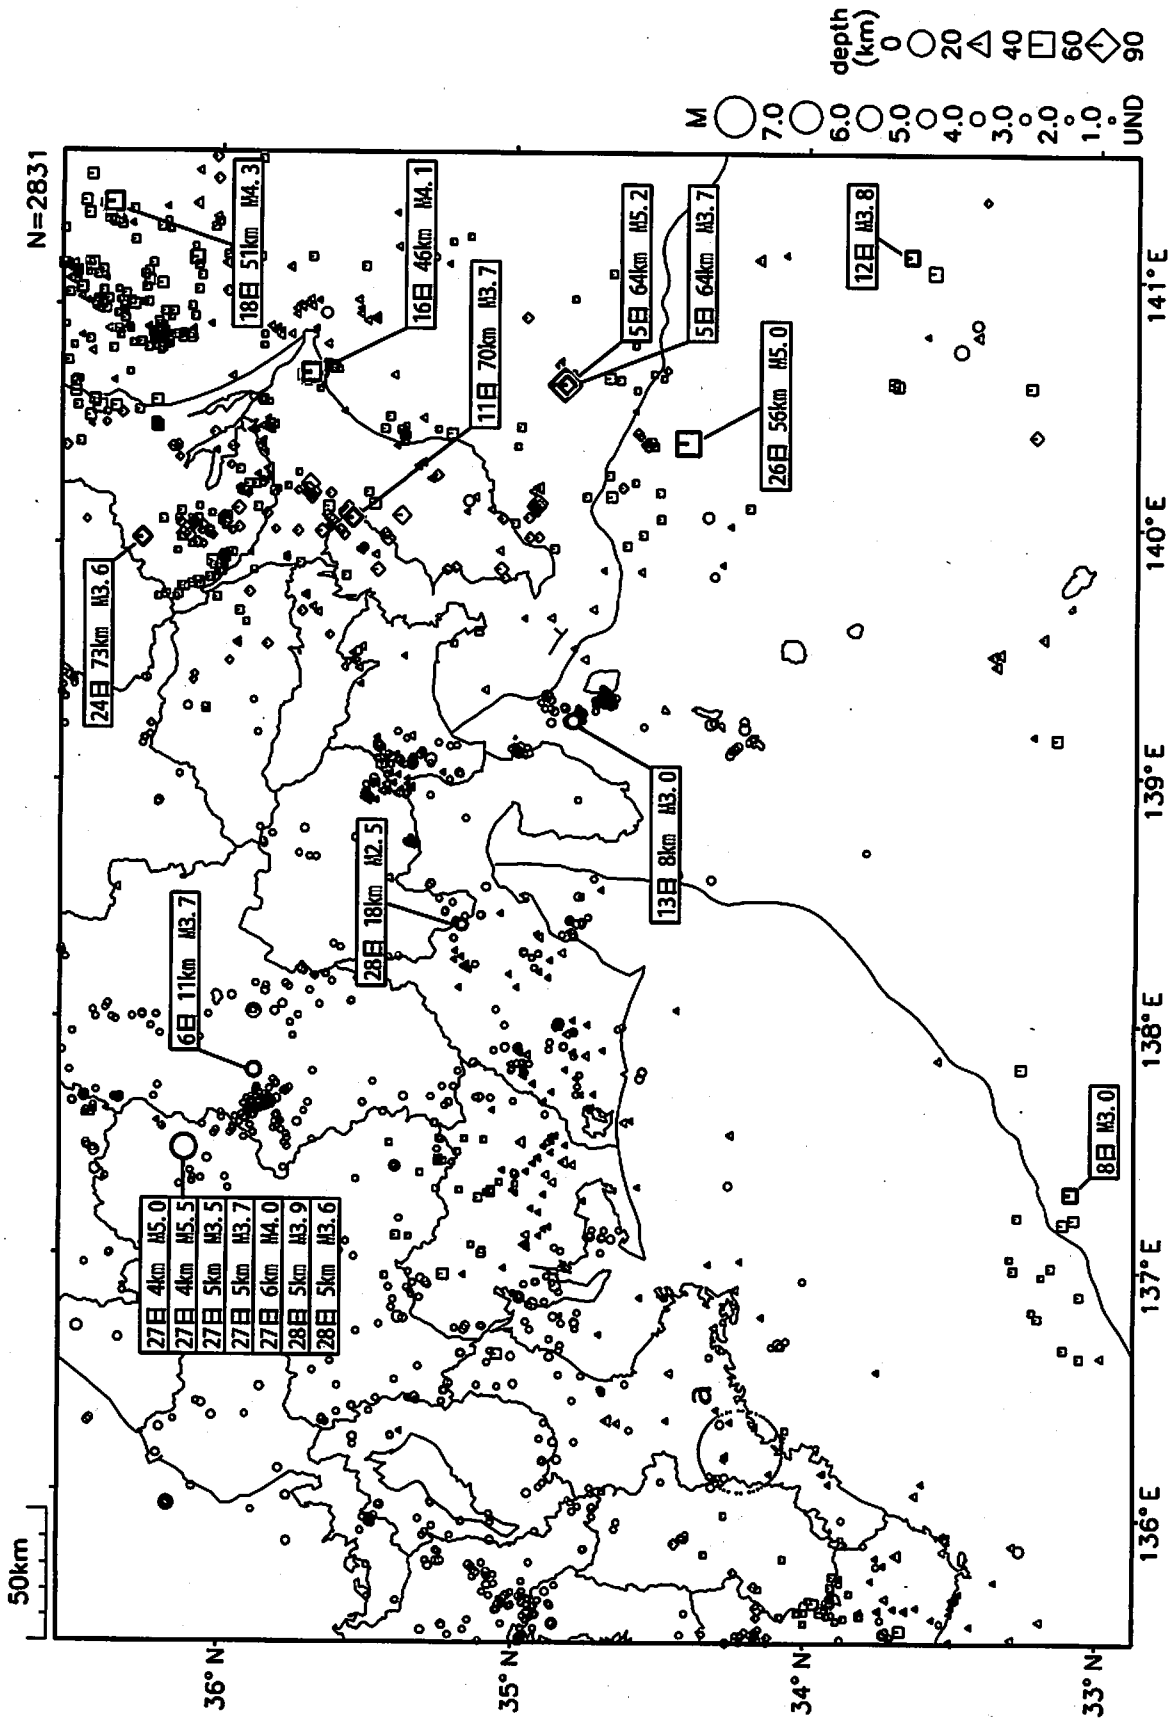 N=2831
50km
18日 51km M4.3
16日 46km M4.1
11日 70km M3.7
24日 73km M3.6
5日 64km M5.2
5日 64km M3.7
26日 56km M5.0
12日 M3.8
13日 8km M3.0
28日 18km M2.5
6日 11km M3.7
27日 4km M5.0
27日 4km M5.5
27日 5km M3.5
27日 5km M3.7
27日 6km M4.0
28日 5km M3.9
28日 5km M3.6
8日 M3.0
a
36°N
35°N
34°N
33°N
136°E
137°E
138°E
139°E
140°E
141°E
M
7.0
6.0
5.0
4.0
3.0
2.0
1.0
UND
depth
(km)
0
20
40
60
90